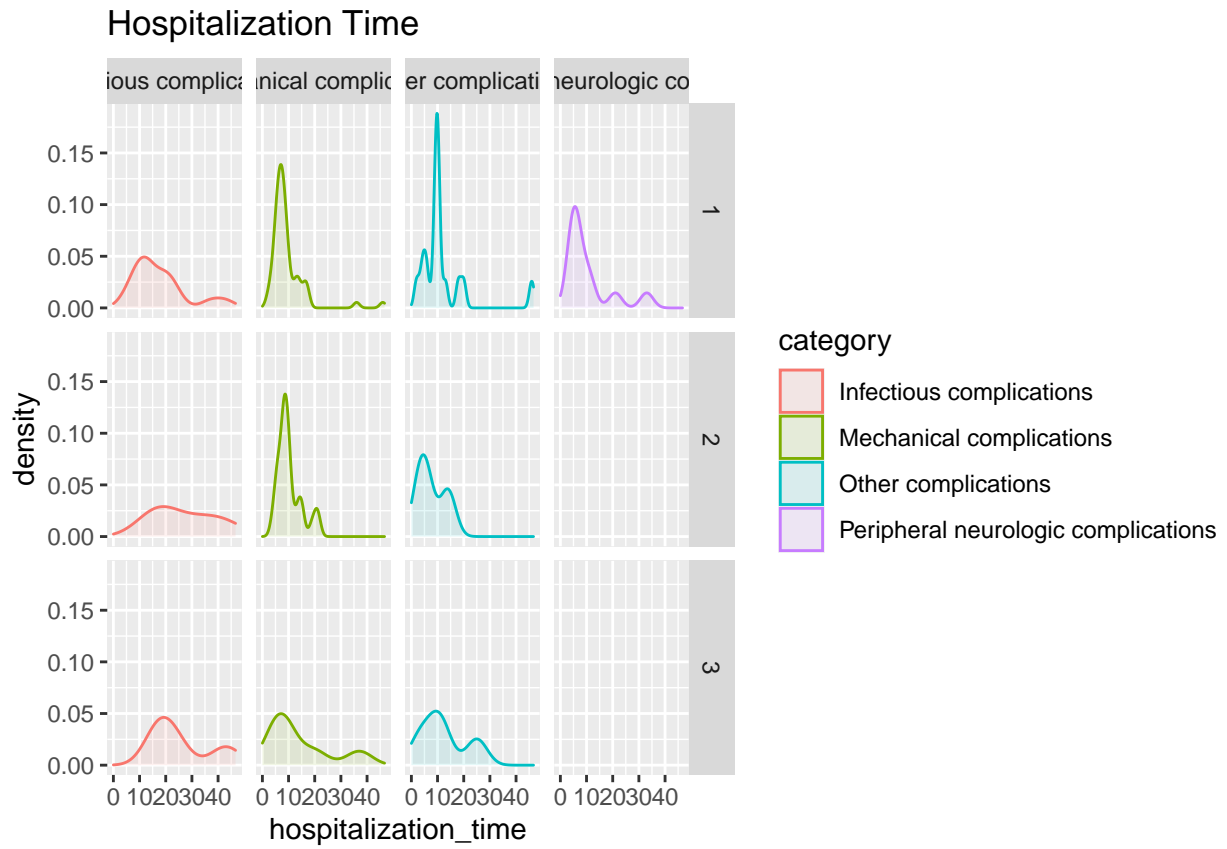 Hospitalization Time
ious complica
anical complic
er complicati
neurologic co
0.15
0.10
0.05
0.00
1
0.15
0.10
0.05
0.00
2
0.15
0.10
0.05
0.00
3
density
0 10203040
0 10203040
0 10203040
0 10203040
hospitalization_time
category
Infectious complications
Mechanical complications
Other complications
Peripheral neurologic complications